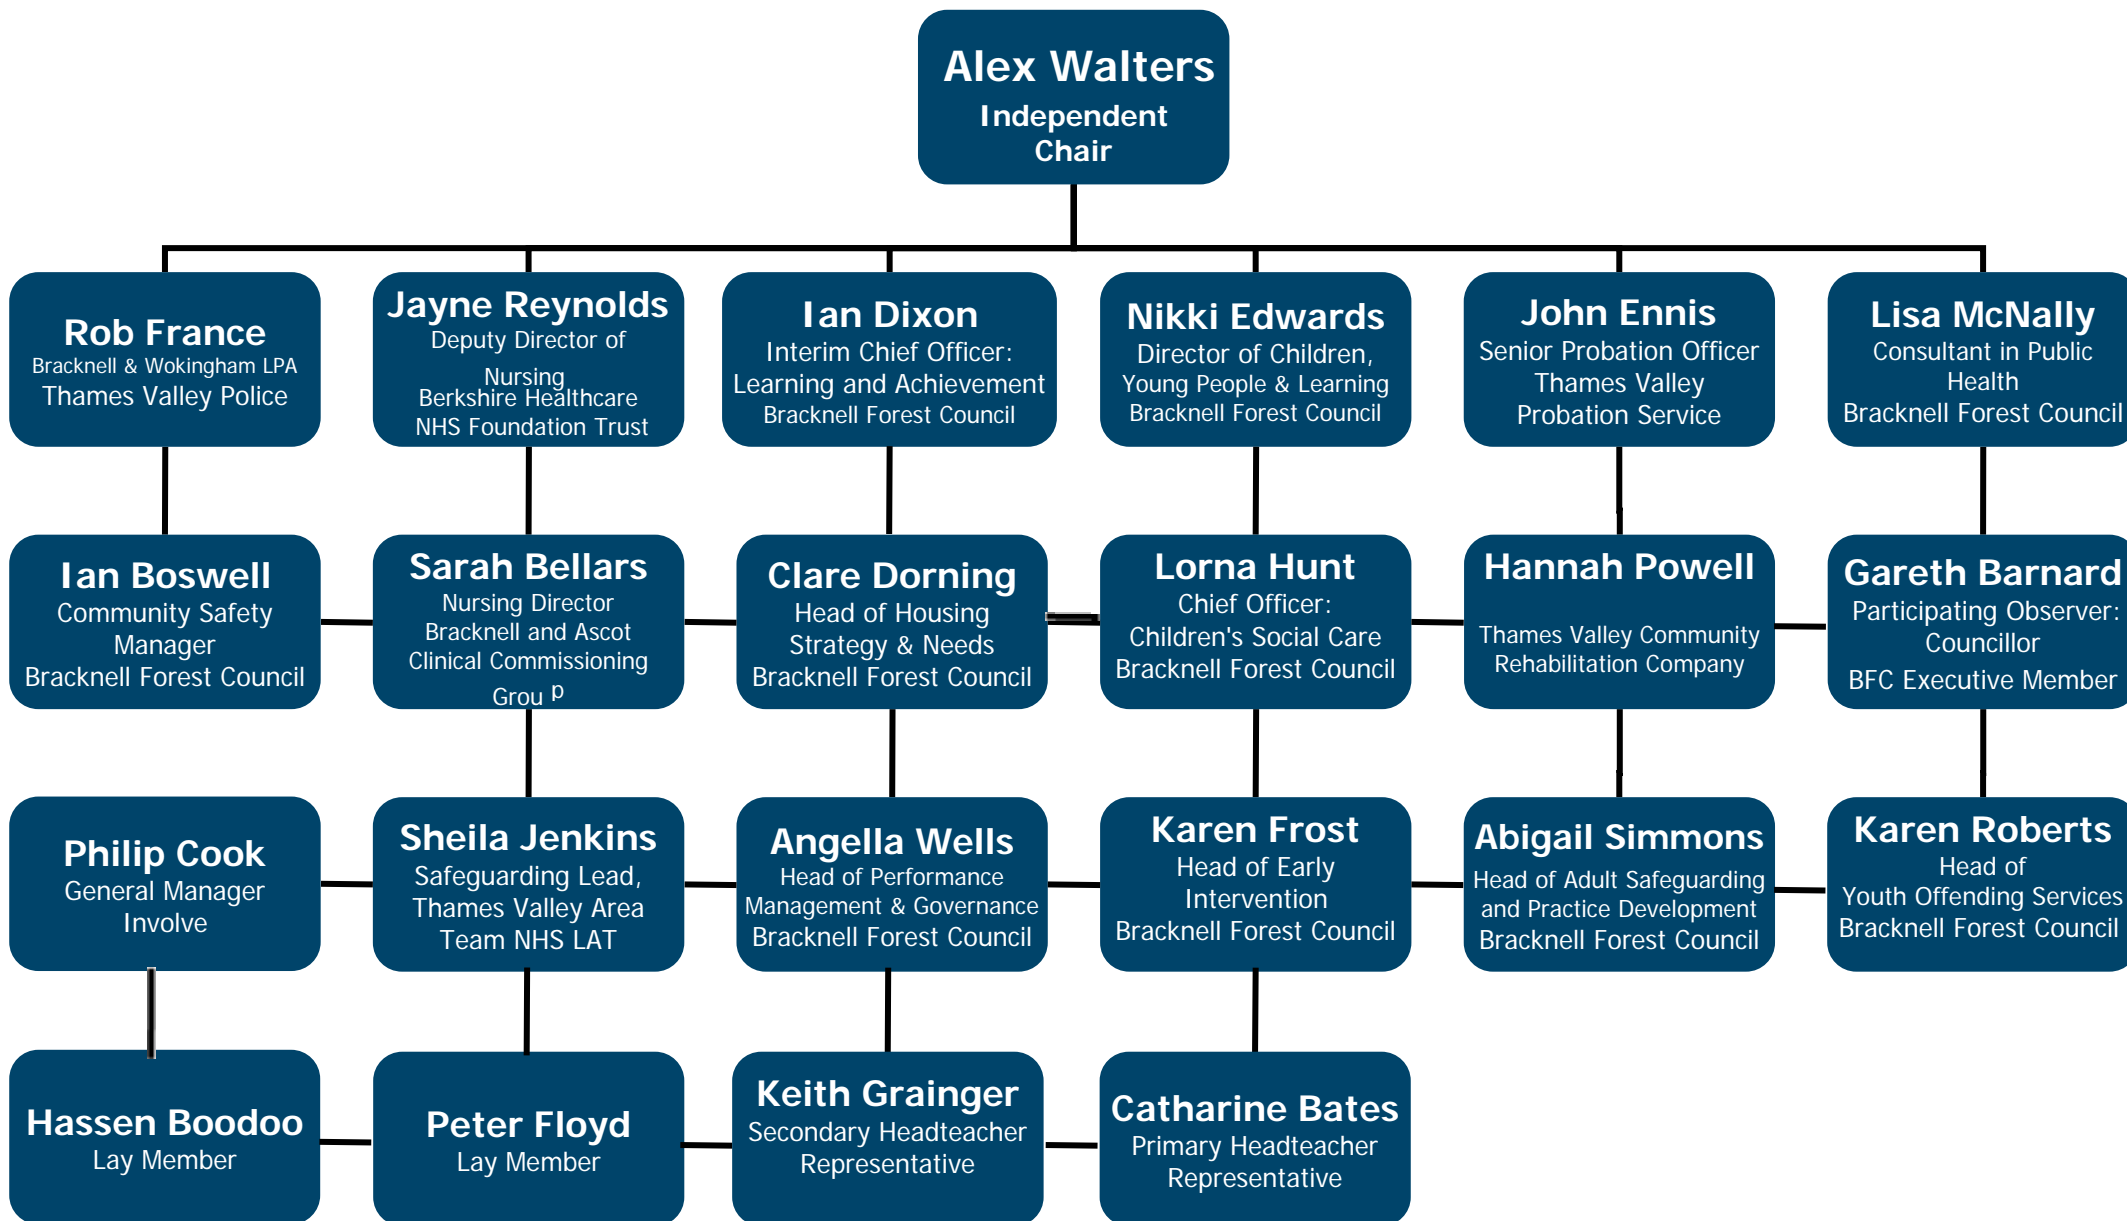 Alex Walters
Independent
Chair
Rob France
Bracknell & Wokingham LPA
Thames Valley Police
Jayne Reynolds
Deputy Director of
Nursing
Berkshire Healthcare
NHS Foundation Trust
Ian Dixon
Interim Chief Officer:
Learning and Achievement
Bracknell Forest Council
Nikki Edwards
Director of Children,
Young People & Learning
Bracknell Forest Council
John Ennis
Senior Probation Officer
Thames Valley
Probation Service
Lisa McNally
Consultant in Public
Health
Bracknell Forest Council
Ian Boswell
Community Safety
Manager
Bracknell Forest Council
Sarah Bellars
Nursing Director
Bracknell and Ascot
Clinical Commissioning
Group
Clare Dorning
Head of Housing
Strategy & Needs
Bracknell Forest Council
Lorna Hunt
Chief Officer:
Children's Social Care
Bracknell Forest Council
Hannah Powell
Thames Valley Community
Rehabilitation Company
Gareth Barnard
Participating Observer:
Councillor
BFC Executive Member
Philip Cook
General Manager
Involve
Sheila Jenkins
Safeguarding Lead,
Thames Valley Area
Team NHS LAT
Angella Wells
Head of Performance
Management & Governance
Bracknell Forest Council
Karen Frost
Head of Early
Intervention
Bracknell Forest Council
Abigail Simmons
Head of Adult Safeguarding
and Practice Development
Bracknell Forest Council
Karen Roberts
Head of
Youth Offending Services
Bracknell Forest Council
Hassen Boodoo
Lay Member
Peter Floyd
Lay Member
Keith Grainger
Secondary Headteacher
Representative
Catharine Bates
Primary Headteacher
Representative